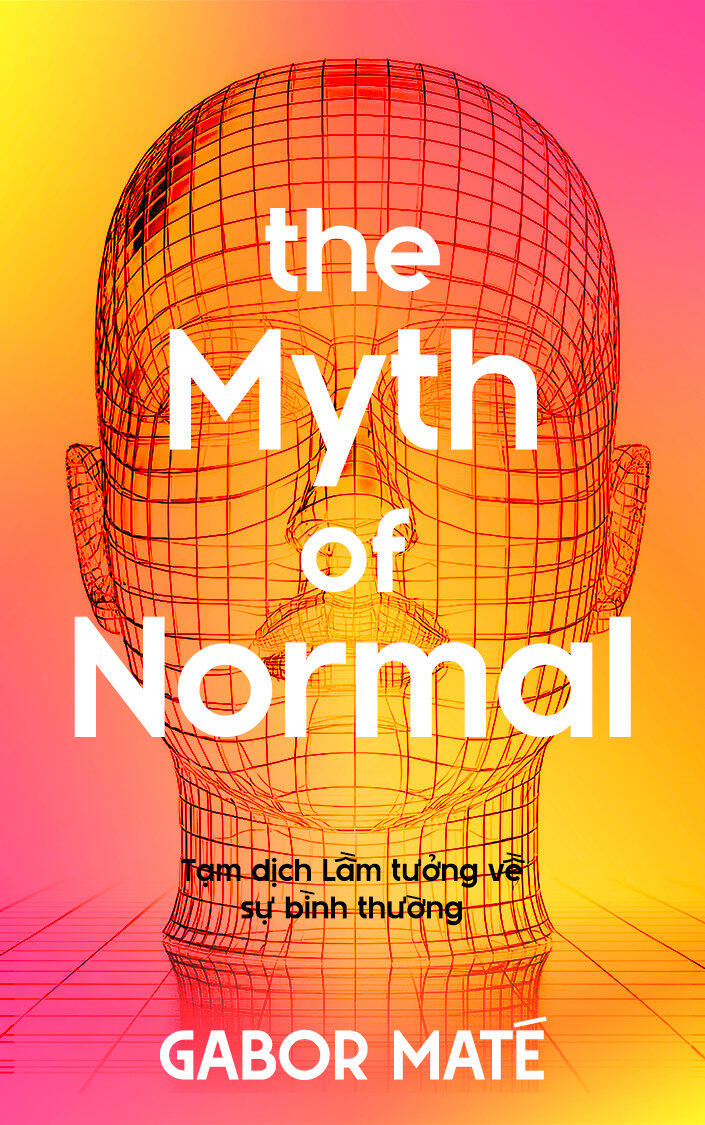 the
Myth
of
Normal
Tạm dịch Lầm tưởng về
sự bình thường
GABOR MATÉ